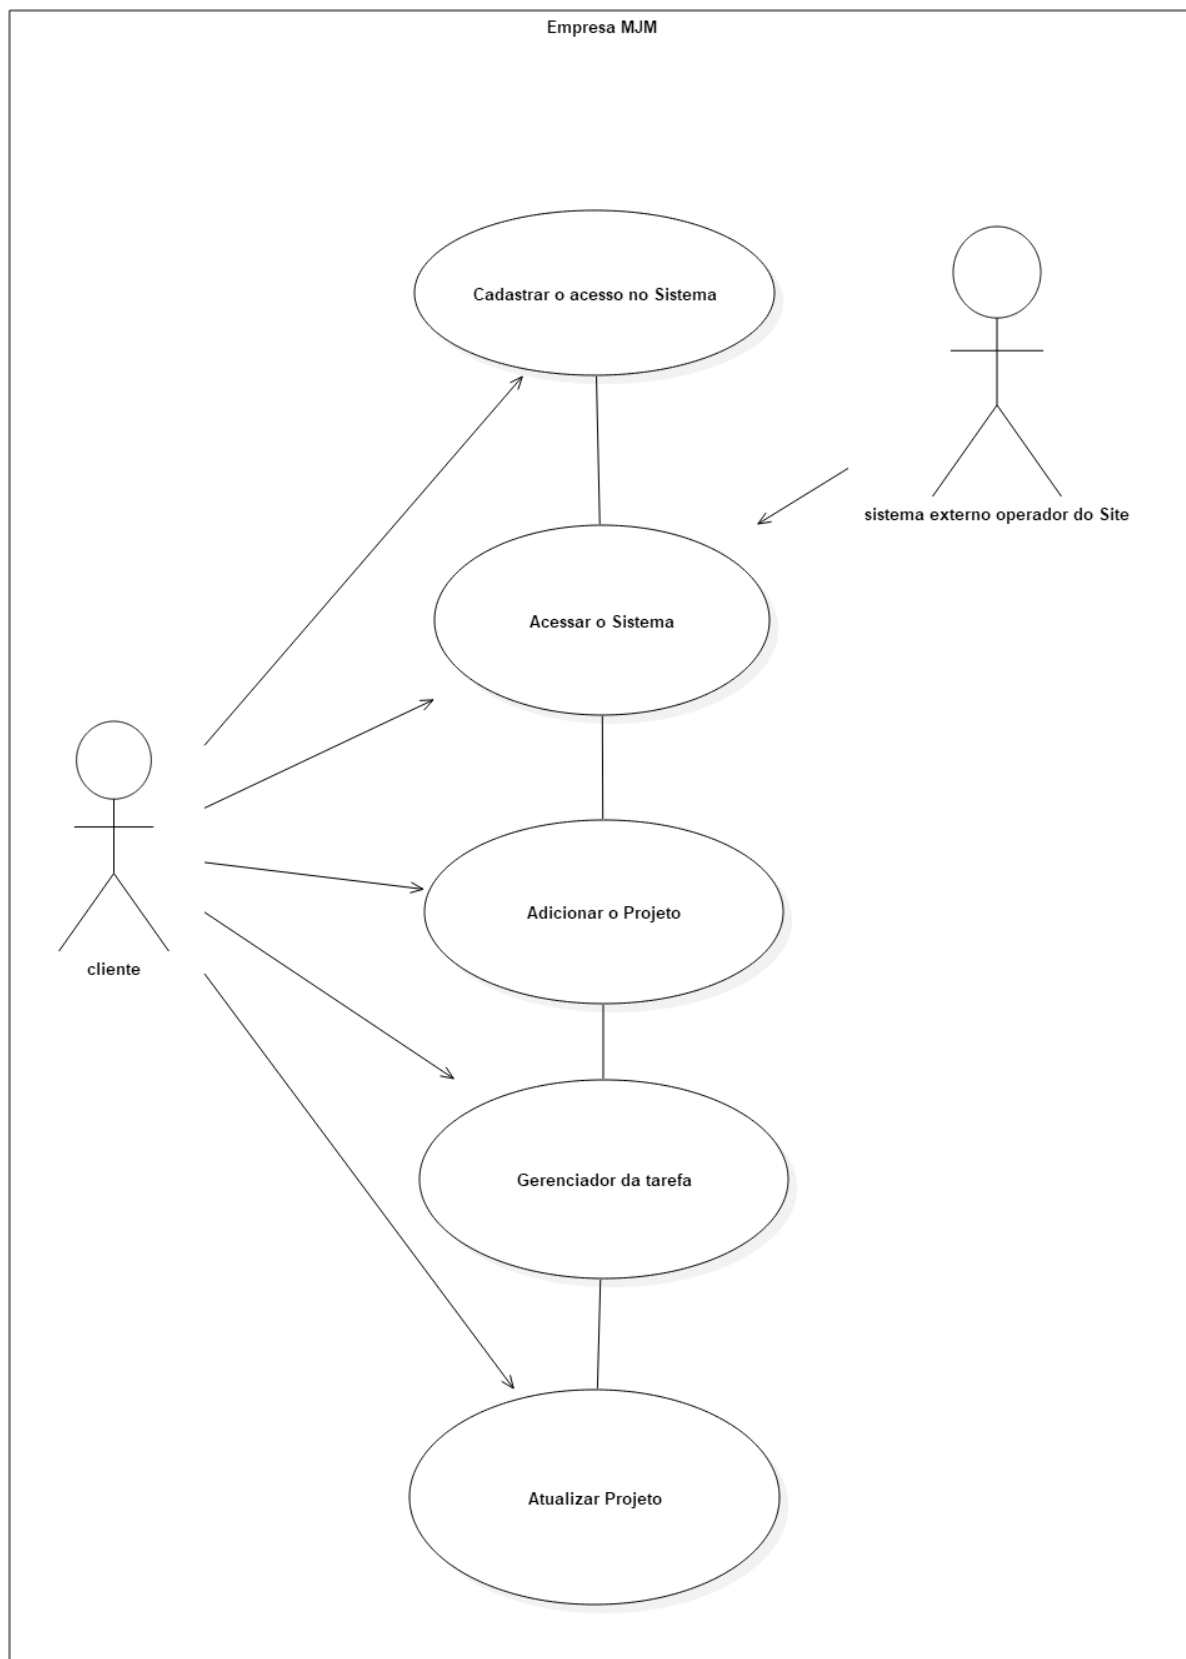 Empresa MJM
Cadastrar o acesso no Sistema
sistema externo operador do Site
Acessar o Sistema
Adicionar o Projeto
cliente
Gerenciador da tarefa
Atualizar Projeto